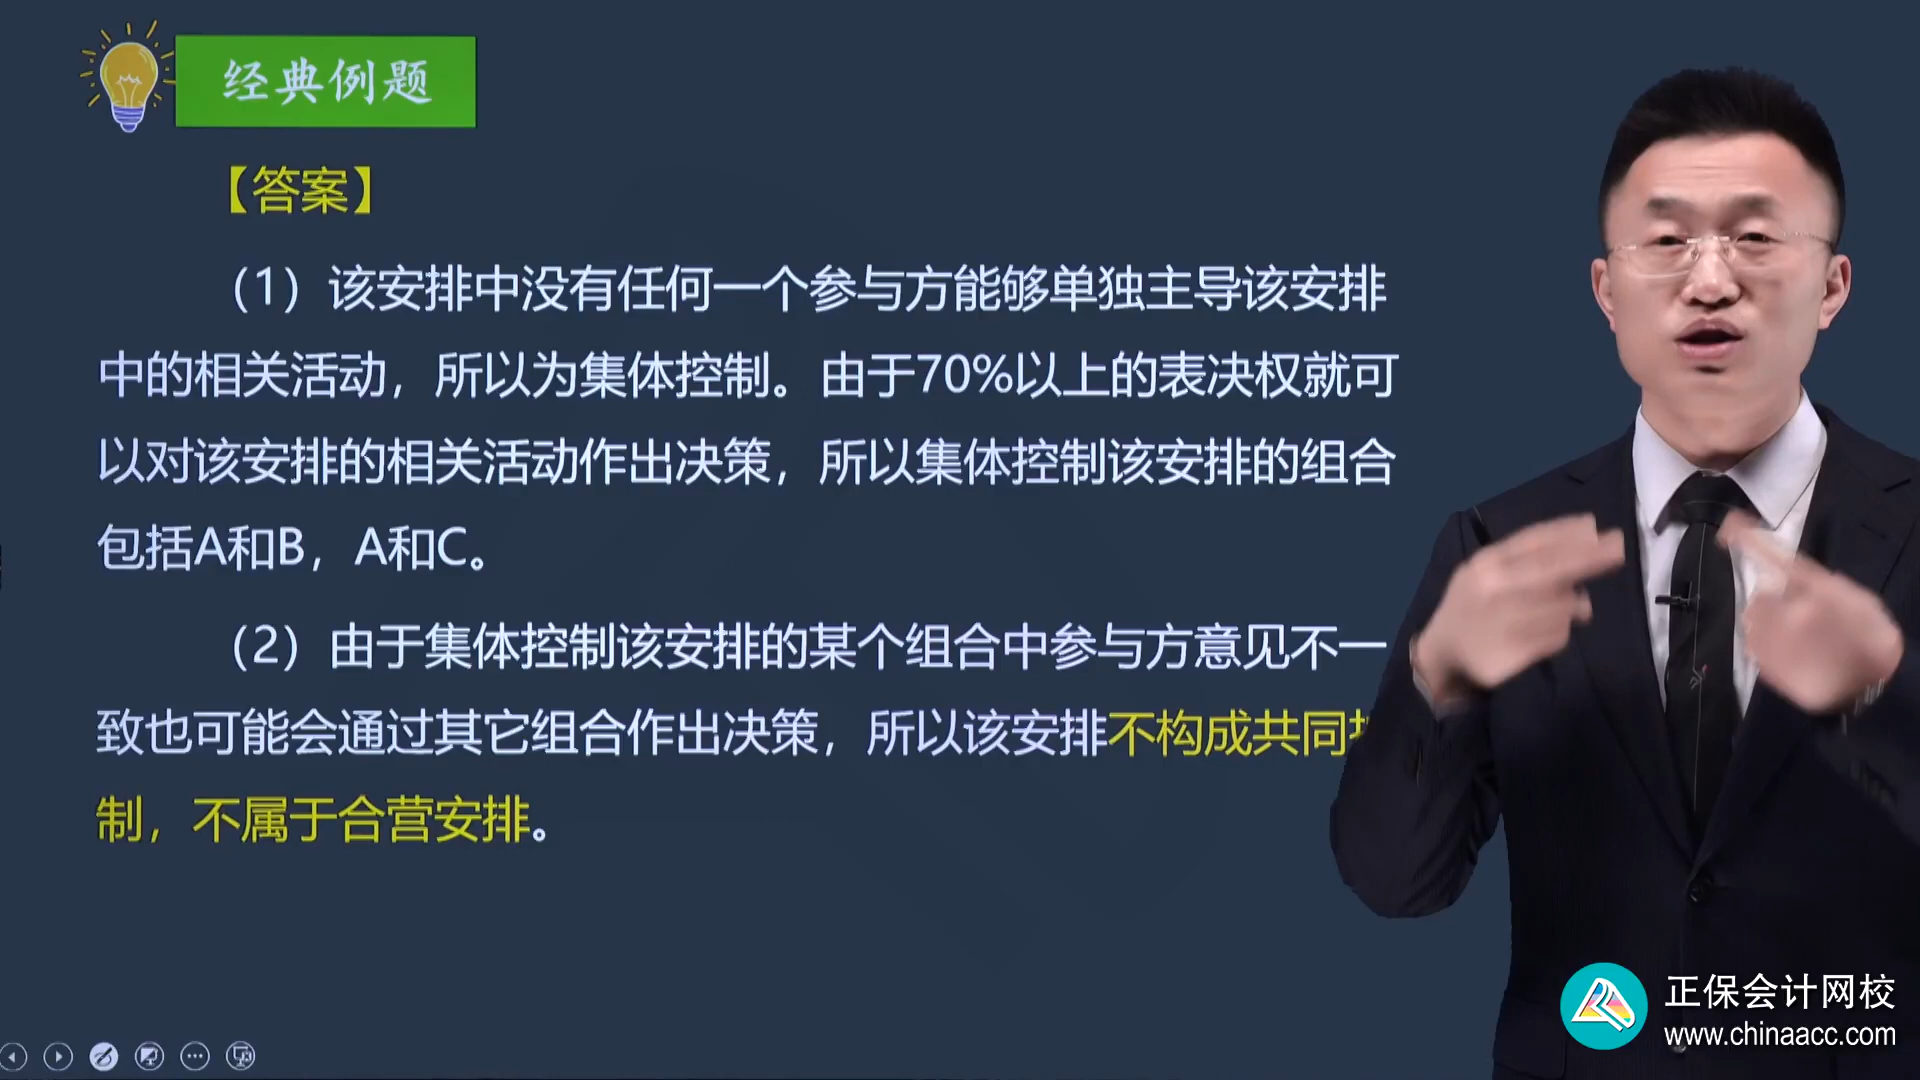 经典例题
【答案】
（1）该安排中没有任何一个参与方能够单独主导该安排
中的相关活动，所以为集体控制。由于70%以上的表决权就可
以对该安排的相关活动作出决策，所以集体控制该安排的组合
包括A和B，A和C。
（2）由于集体控制该安排的某个组合中参与方意见不一
致也可能会通过其它组合作出决策，所以该安排不构成共同
制，不属于合营安排。
正保会计网校
www.chinaacc.com